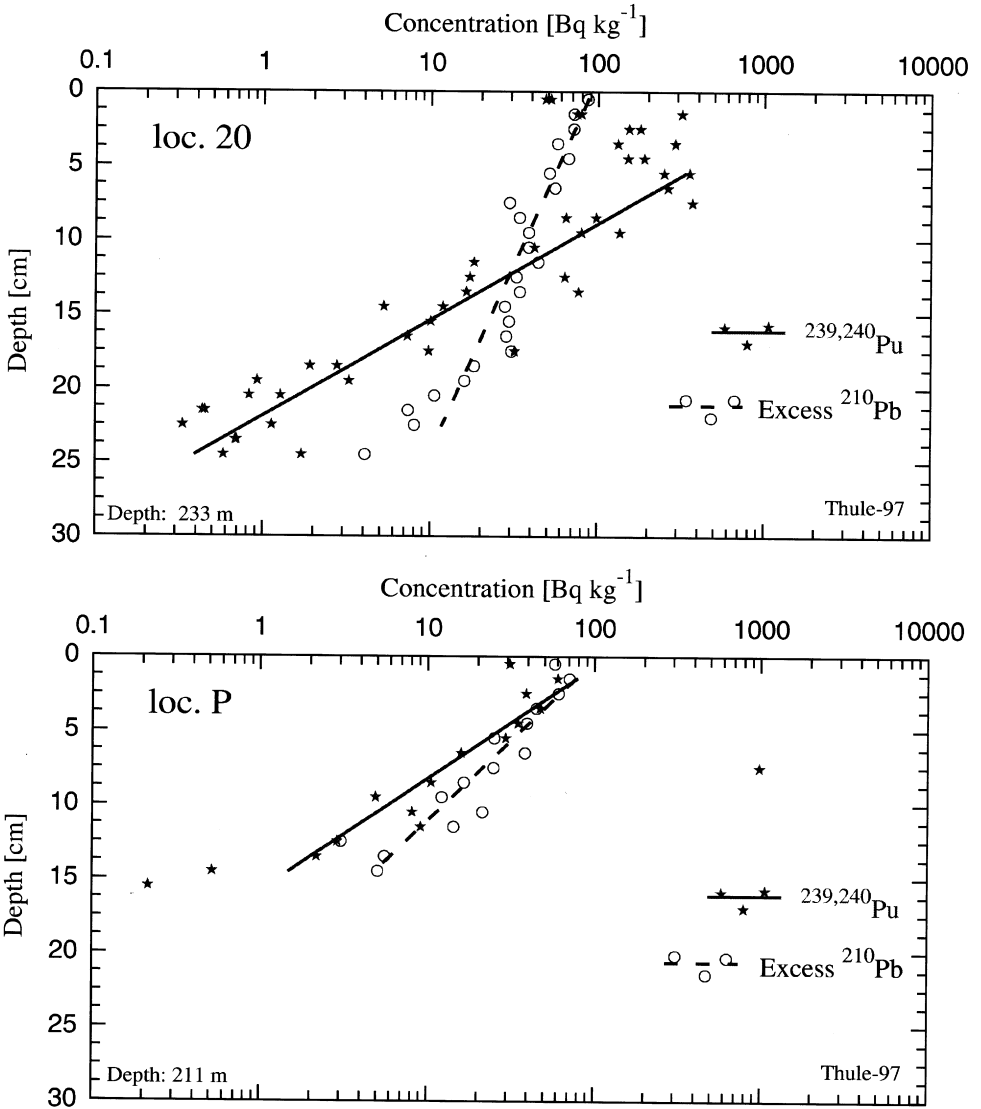 Concentration [Bq kg⁻¹]
0.1 1 10 100 1000 10000
0
5
10
15
20
25
30
Depth [cm]
loc. 20
239,240Pu
Excess 210Pb
Depth: 233 m
Thule-97
Concentration [Bq kg⁻¹]
0.1 1 10 100 1000 10000
0
5
10
15
20
25
30
Depth [cm]
loc. P
239,240Pu
Excess 210Pb
Depth: 211 m
Thule-97